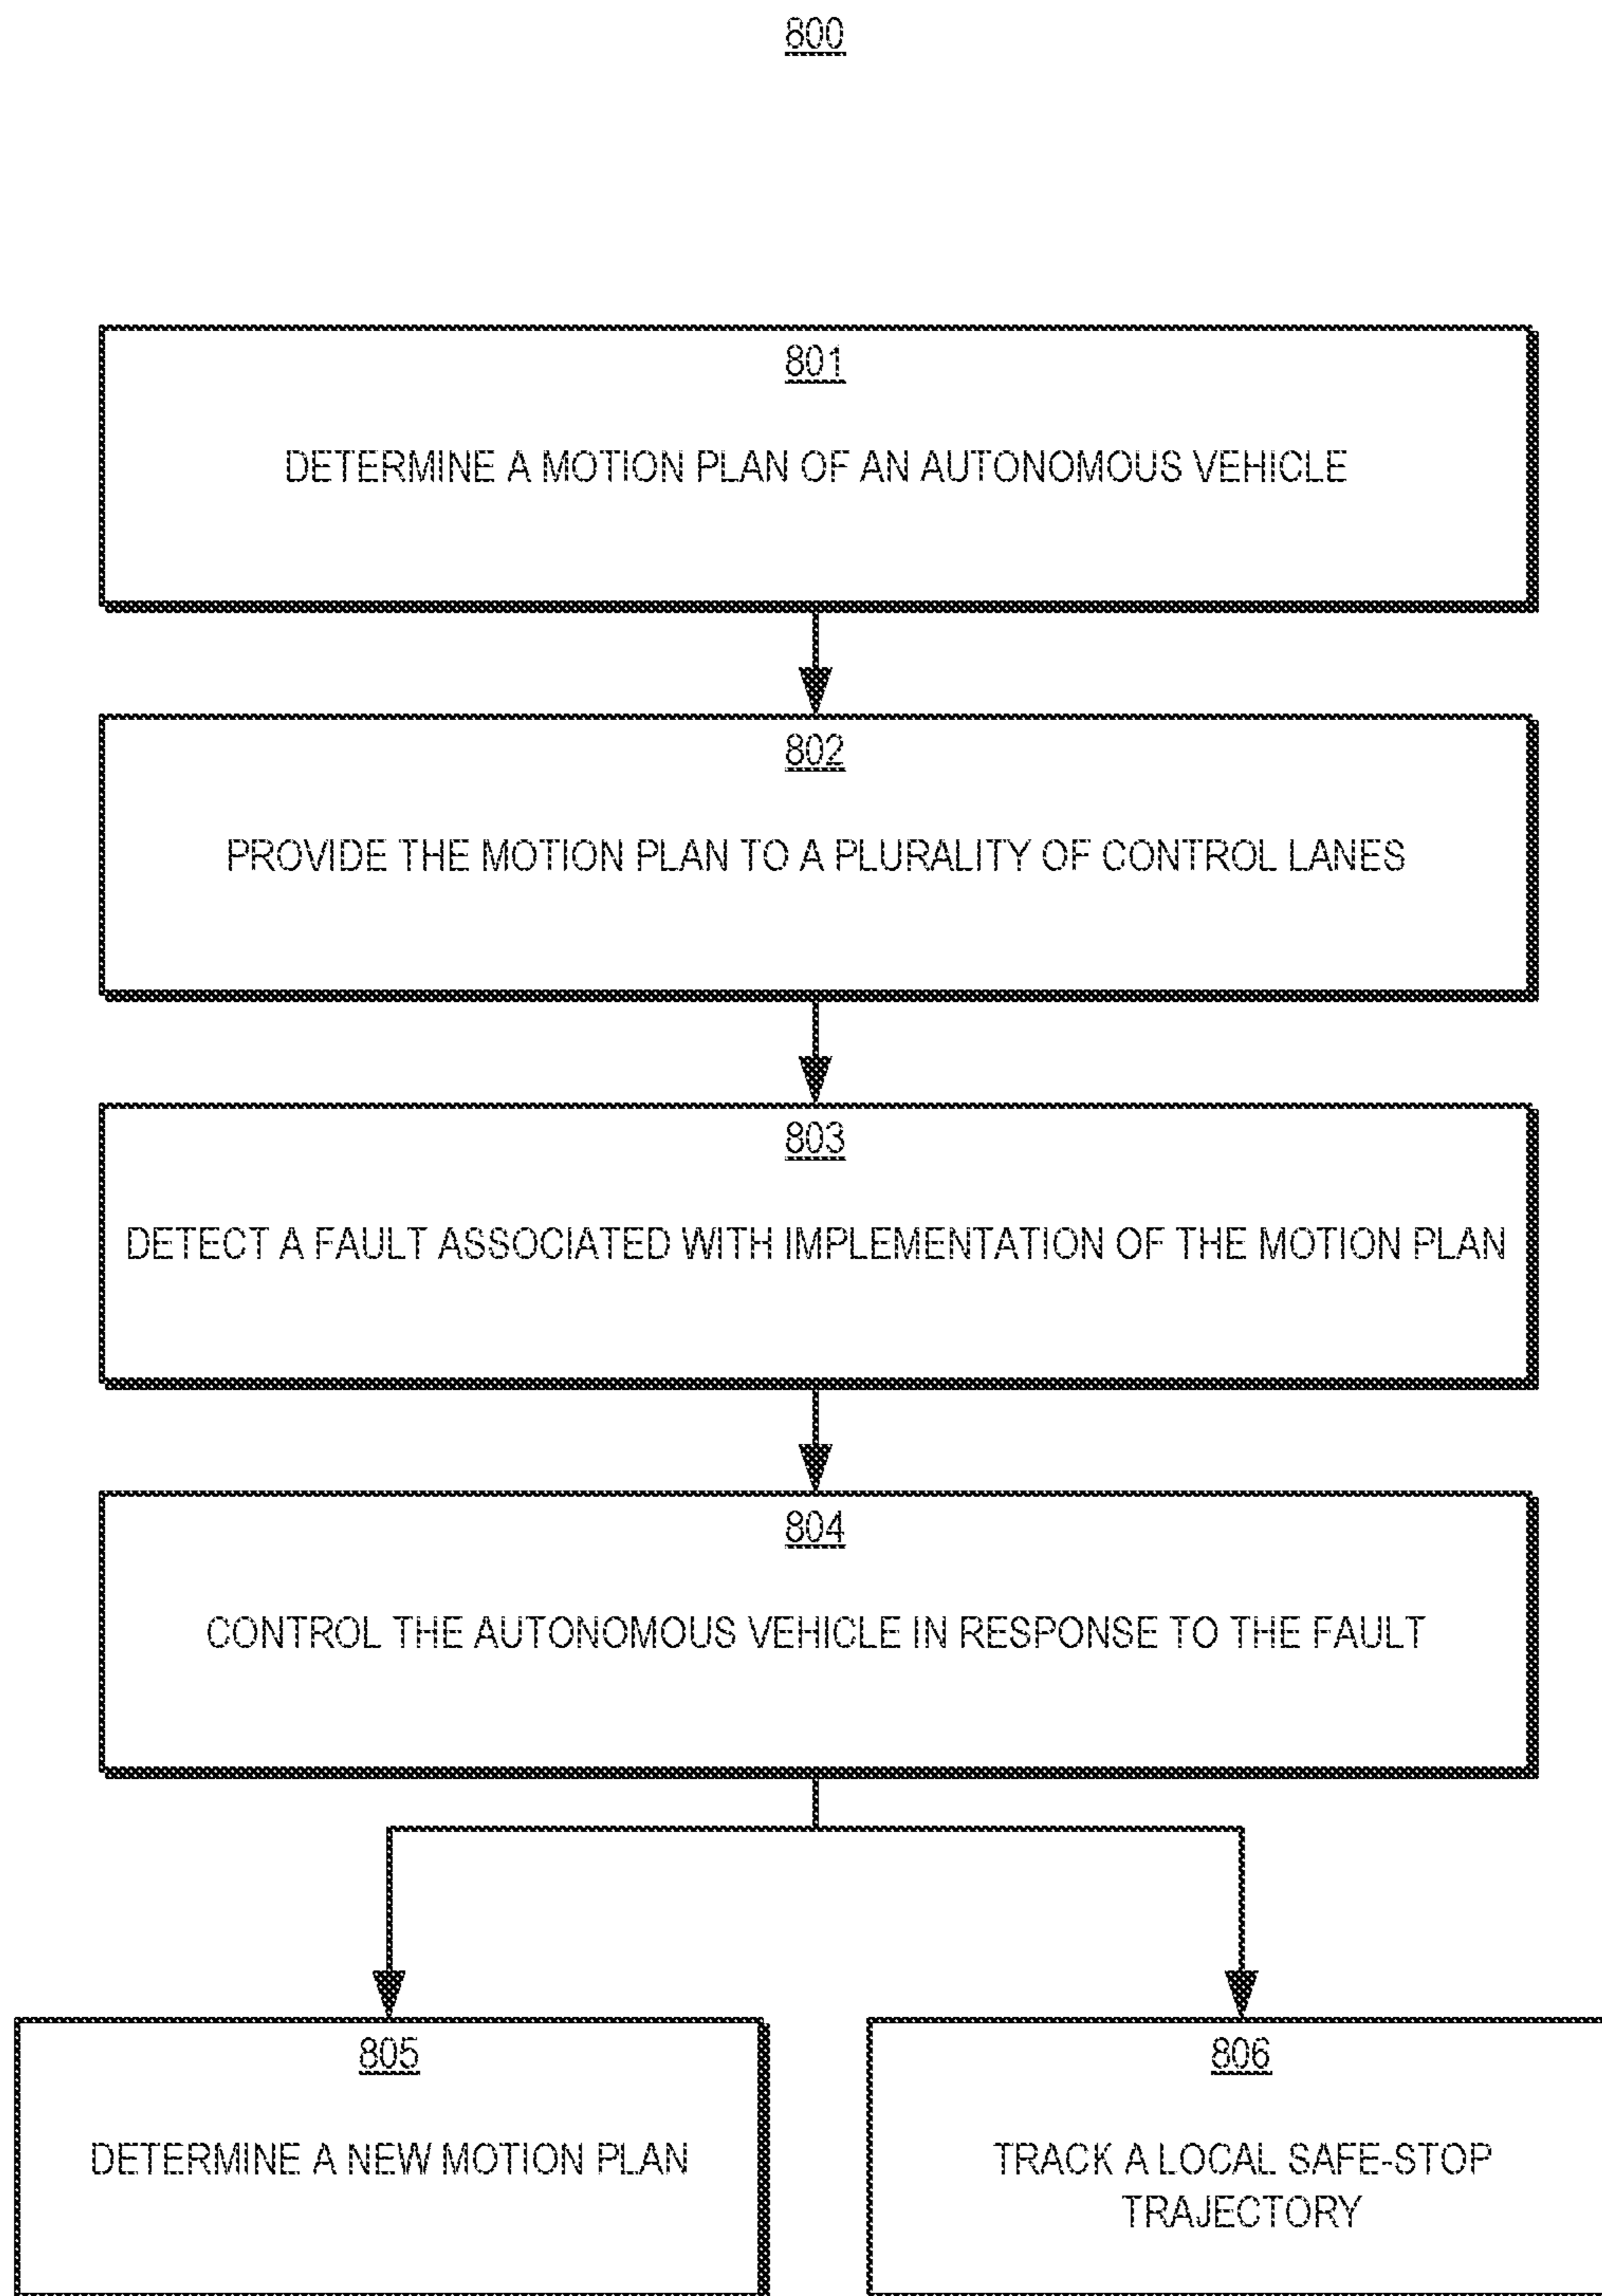 800
801
DETERMINE A MOTION PLAN OF AN AUTONOMOUS VEHICLE
802
PROVIDE THE MOTION PLAN TO A PLURALITY OF CONTROL LANES
803
DETECT A FAULT ASSOCIATED WITH IMPLEMENTATION OF THE MOTION PLAN
804
CONTROL THE AUTONOMOUS VEHICLE IN RESPONSE TO THE FAULT
805
DETERMINE A NEW MOTION PLAN
806
TRACK A LOCAL SAFE-STOP
TRAJECTORY